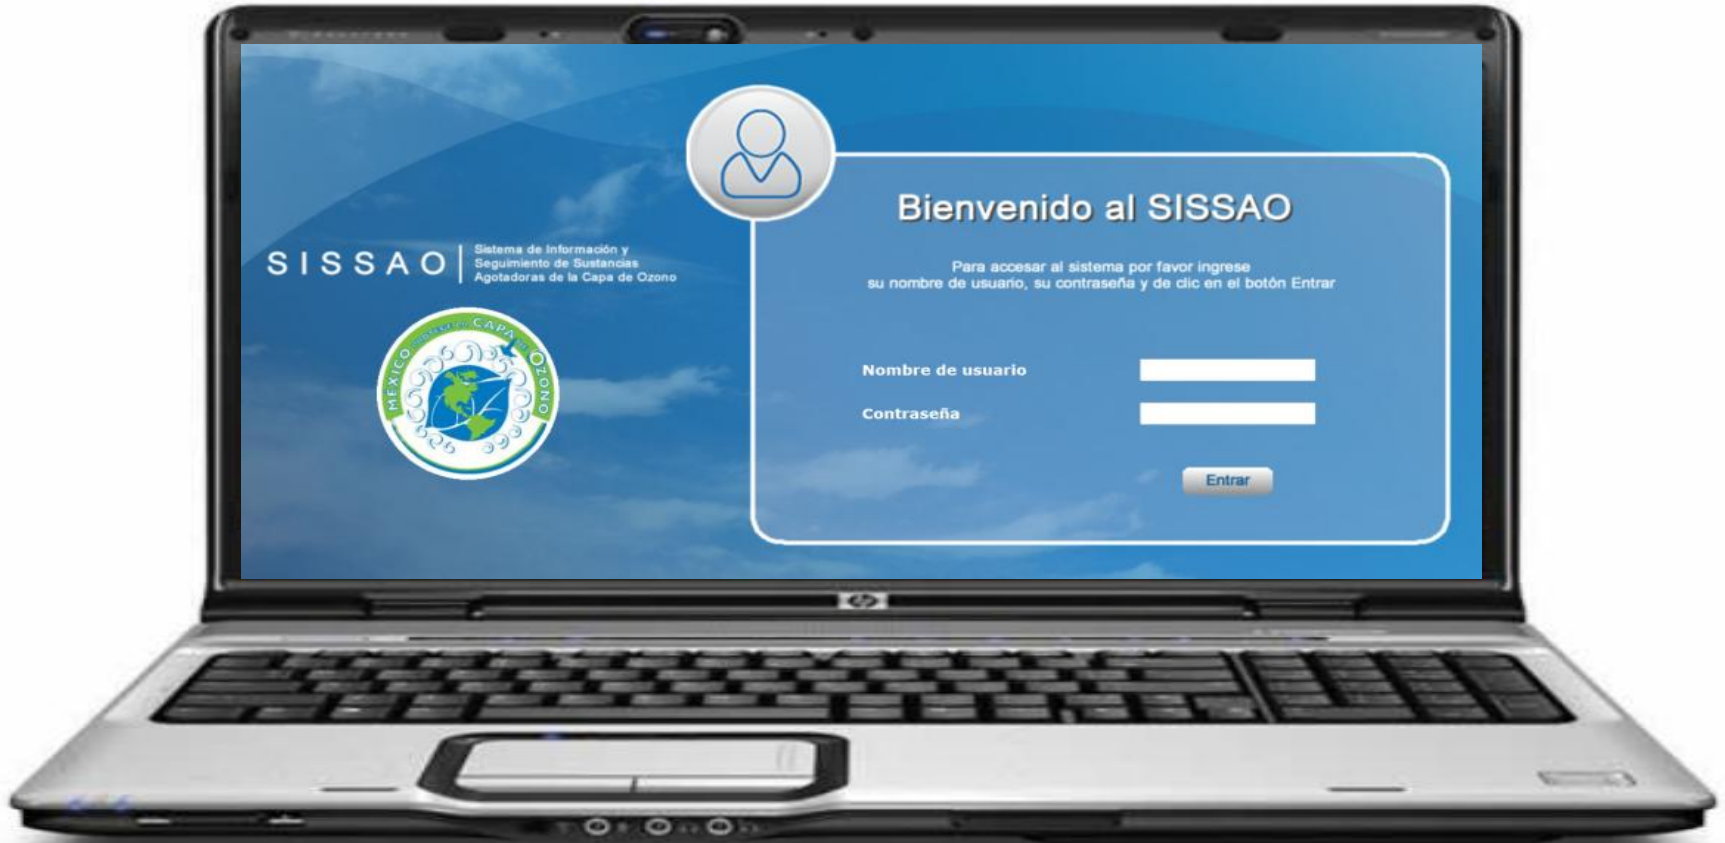 SISSAO
Sistema de Información y
Seguimiento de Sustancias
Agotadoras de la Capa de Ozono
MEXICO CAPA DE OZONO
Bienvenido al SISSAO
Para accesar al sistema por favor ingrese
su nombre de usuario, su contraseña y de clic en el botón Entrar
Nombre de usuario
Contraseña
Entrar
hp